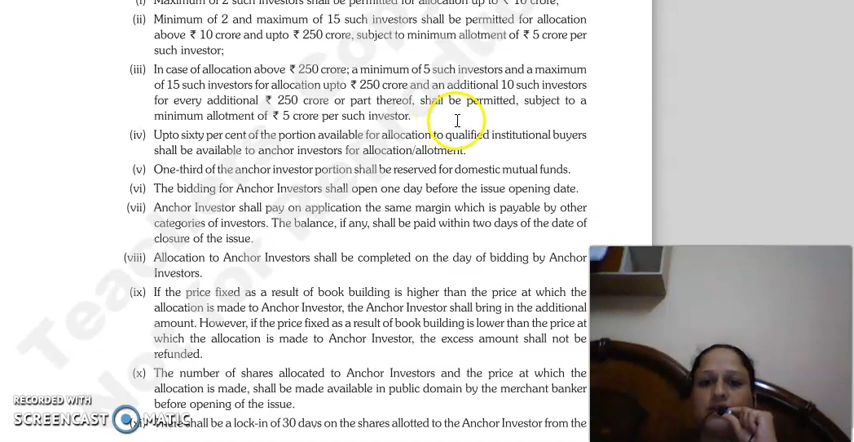 (i) Maximum of 2 such investors shall be permitted for allocation up to ₹ 10 crore;
(ii) Minimum of 2 and maximum of 15 such investors shall be permitted for allocation
above ₹ 10 crore and upto ₹ 250 crore, subject to minimum allotment of ₹ 5 crore per
such investor;
(iii) In case of allocation above ₹ 250 crore; a minimum of 5 such investors and a maximum
of 15 such investors for allocation upto ₹ 250 crore and an additional 10 such investors
for every additional ₹ 250 crore or part thereof, shall be permitted, subject to a
minimum allotment of ₹ 5 crore per such investor.
(iv) Upto sixty per cent of the portion available for allocation to qualified institutional buyers
shall be available to anchor investors for allocation/allotment.
(v) One-third of the anchor investor portion shall be reserved for domestic mutual funds.
(vi) The bidding for Anchor Investors shall open one day before the issue opening date.
(vii) Anchor Investor shall pay on application the same margin which is payable by other
categories of investors. The balance, if any, shall be paid within two days of the date of
closure of the issue.
(viii) Allocation to Anchor Investors shall be completed on the day of bidding by Anchor
Investors.
(ix) If the price fixed as a result of book building is higher than the price at which the
allocation is made to Anchor Investor, the Anchor Investor shall bring in the additional
amount. However, if the price fixed as a result of book building is lower than the price at
which the allocation is made to Anchor Investor, the excess amount shall not be
refunded.
(x) The number of shares allocated to Anchor Investors and the price at which the
allocation is made, shall be made available in public domain by the merchant banker
before opening of the issue.
(xi) There shall be a lock-in of 30 days on the shares allotted to the Anchor Investor from the
RECORDED WITH
SCREENCAST MATIC